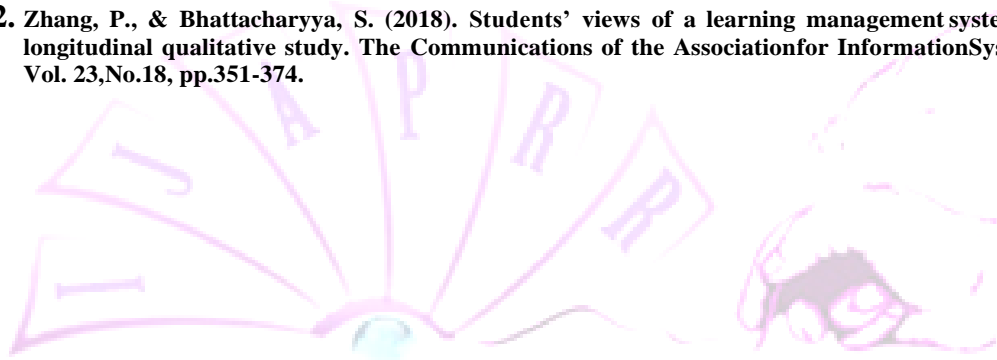 2. Zhang, P., & Bhattacharyya, S. (2018). Students’ views of a learning management syste
longitudinal qualitative study. The Communications of the Associationfor InformationSys
Vol. 23,No.18, pp.351-374.
I J A P R R